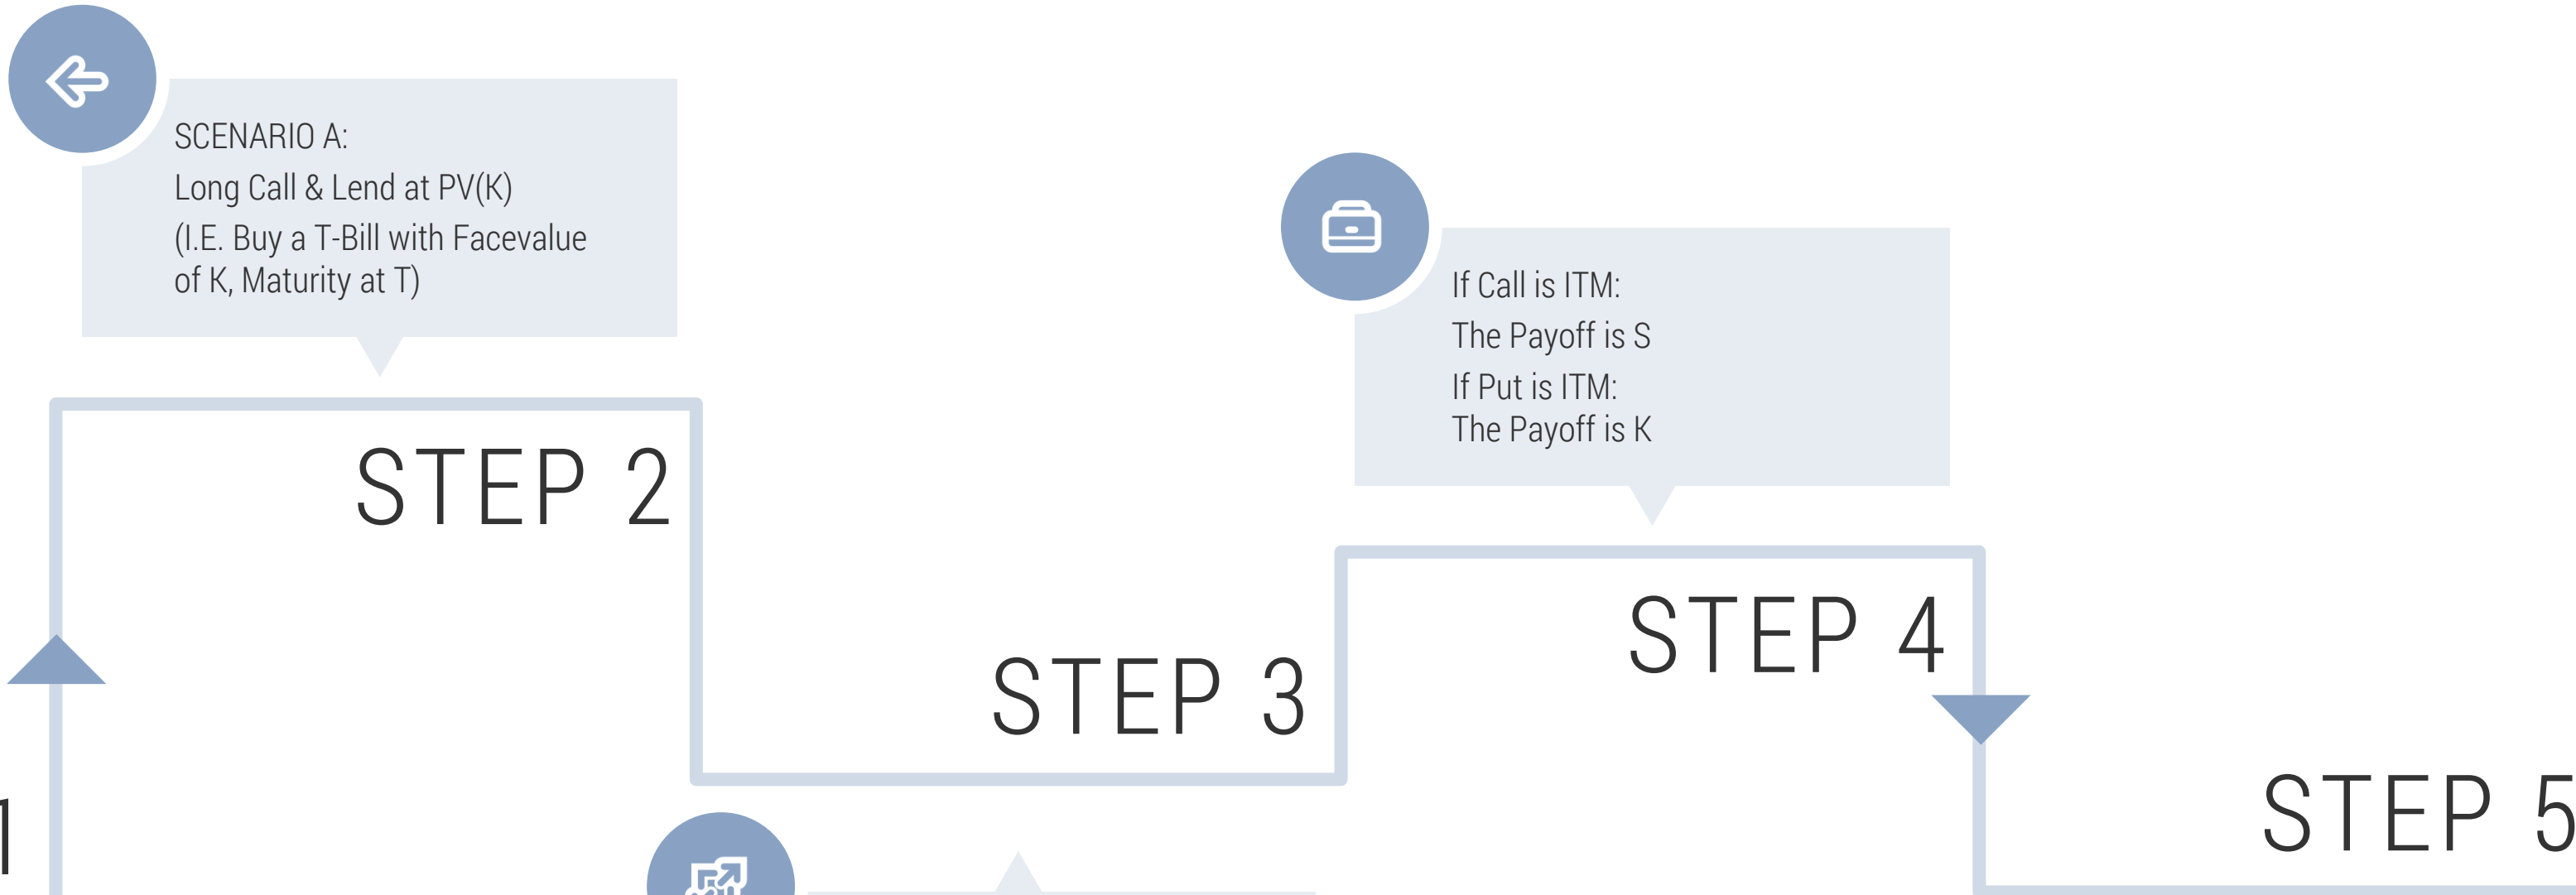 SCENARIO A:
Long Call & Lend at PV(K)
(I.E. Buy a T-Bill with Facevalue
of K, Maturity at T)
STEP 2
If Call is ITM:
The Payoff is S
If Put is ITM:
The Payoff is K
STEP 4
STEP 3
STEP 5
1